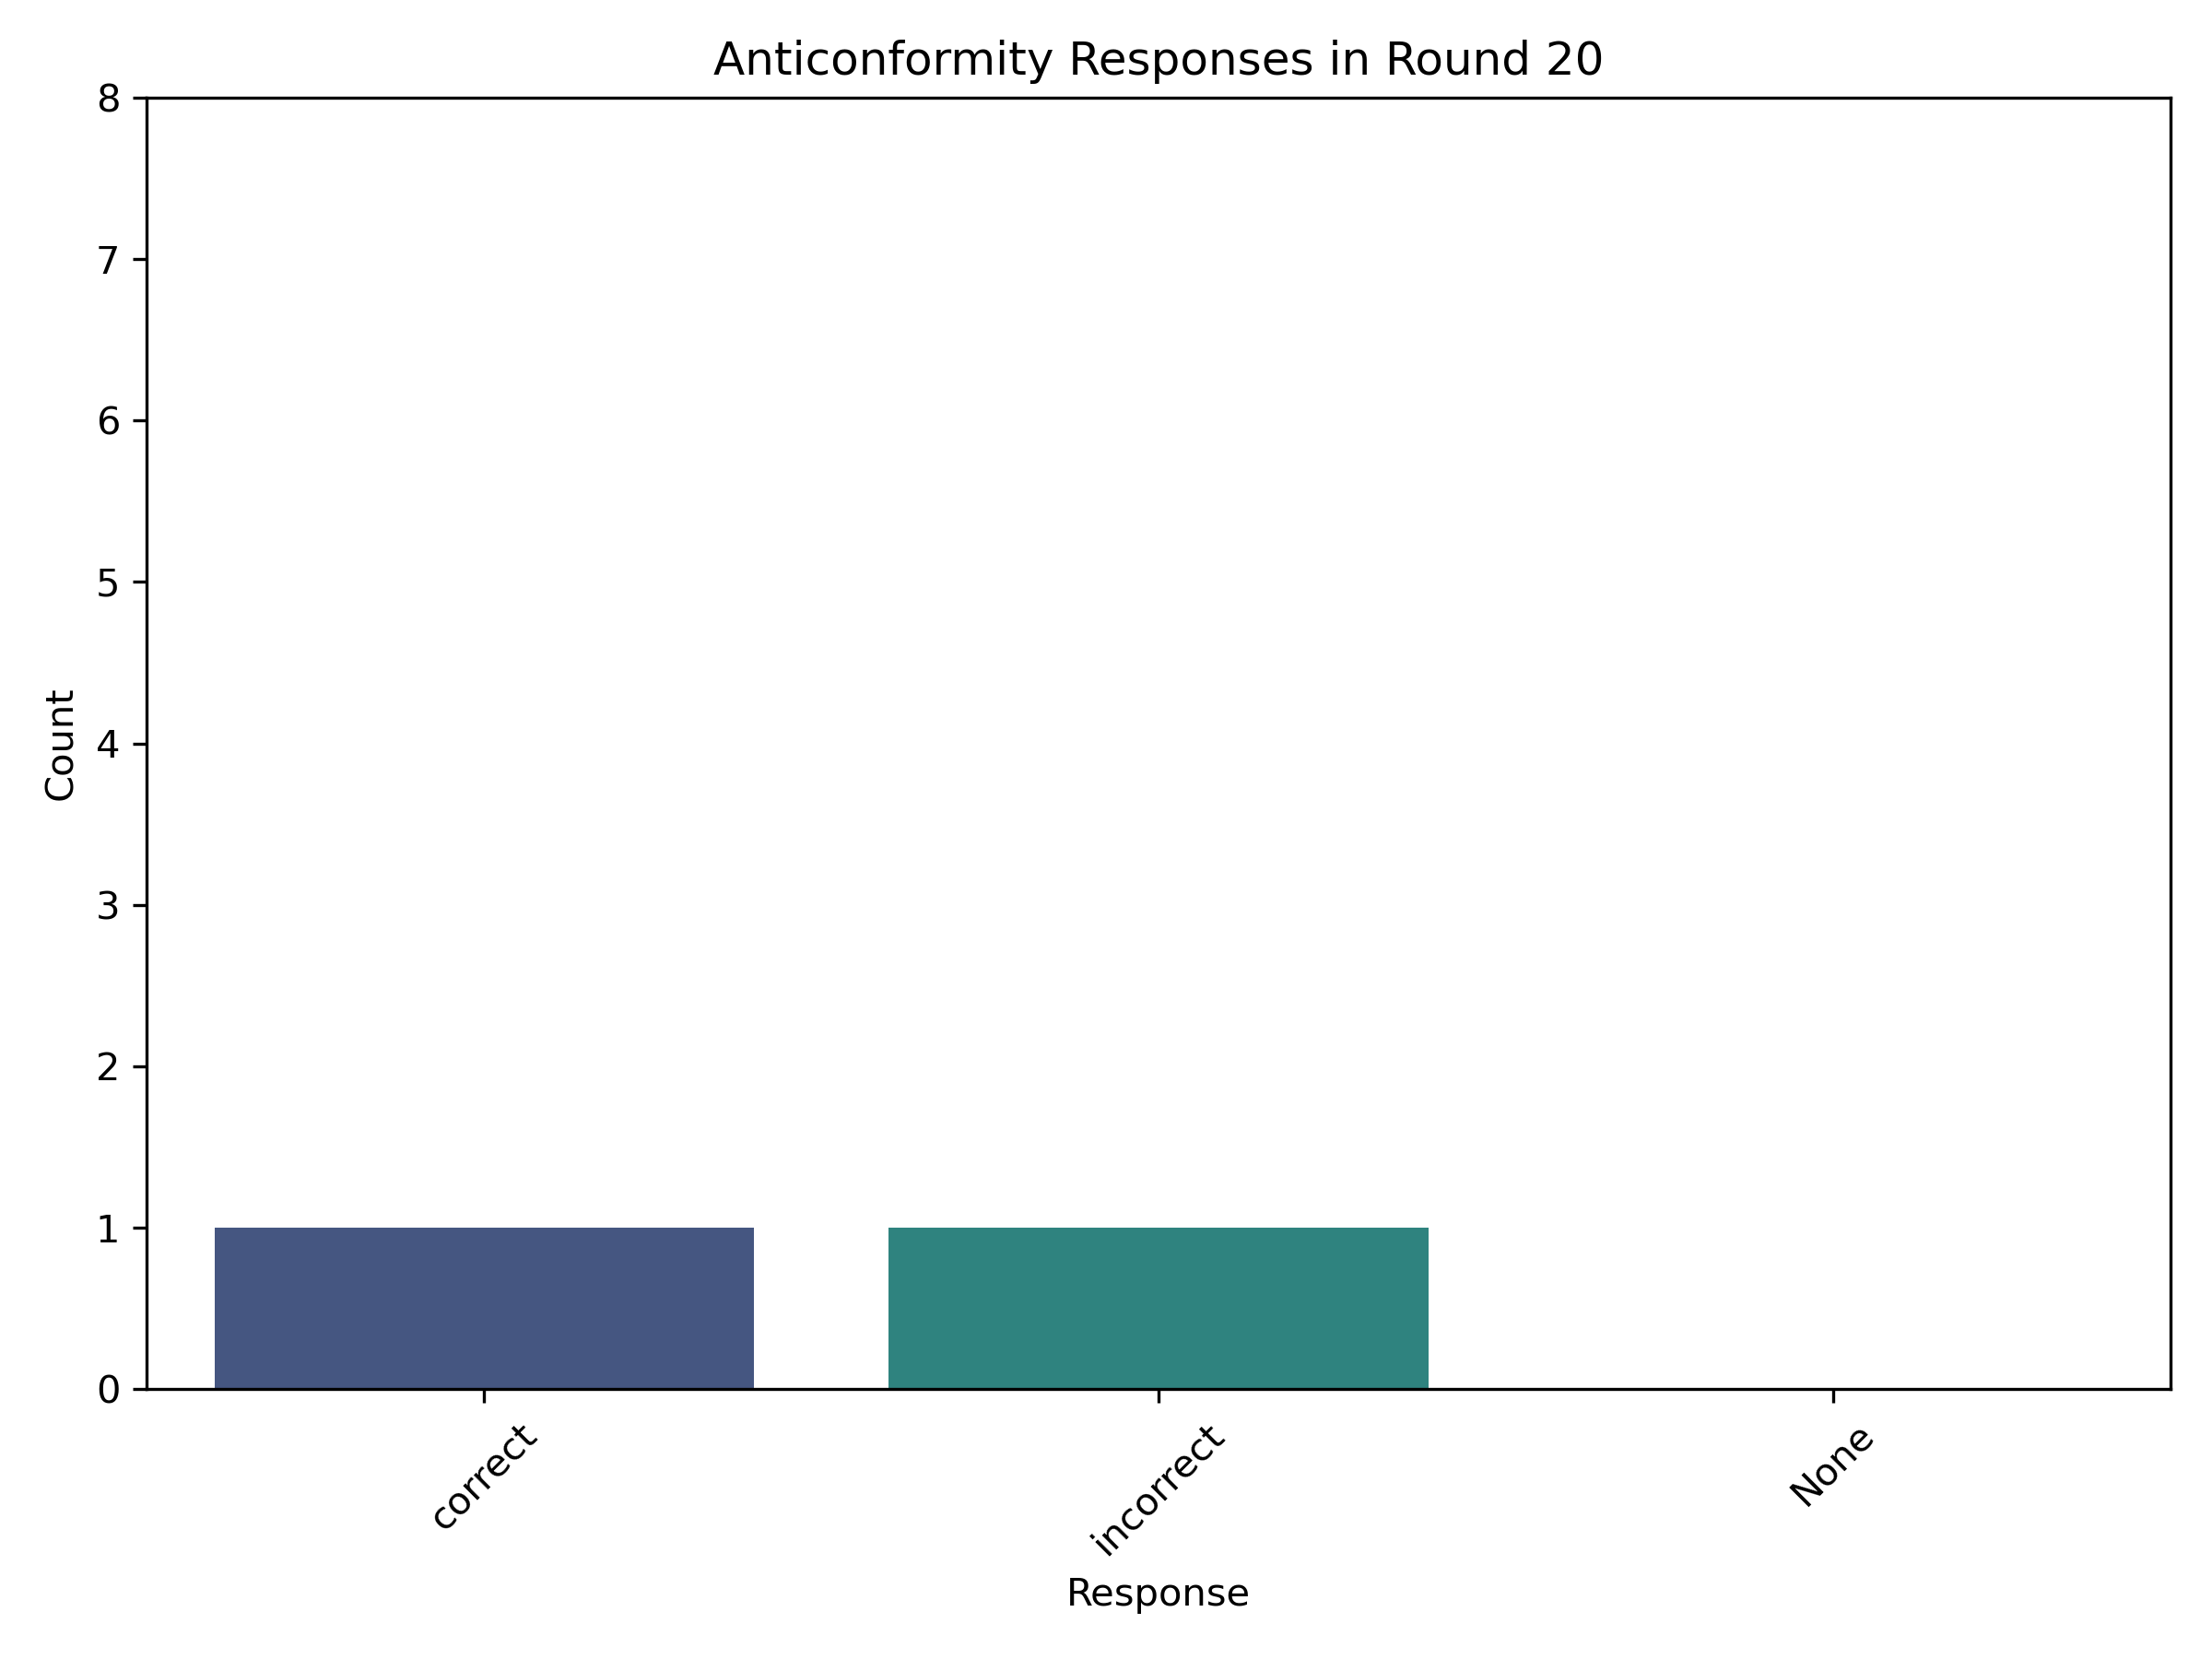 Anticonformity Responses in Round 20
8
7
6
5
4
3
2
1
0
Count
correct
incorrect
None
Response